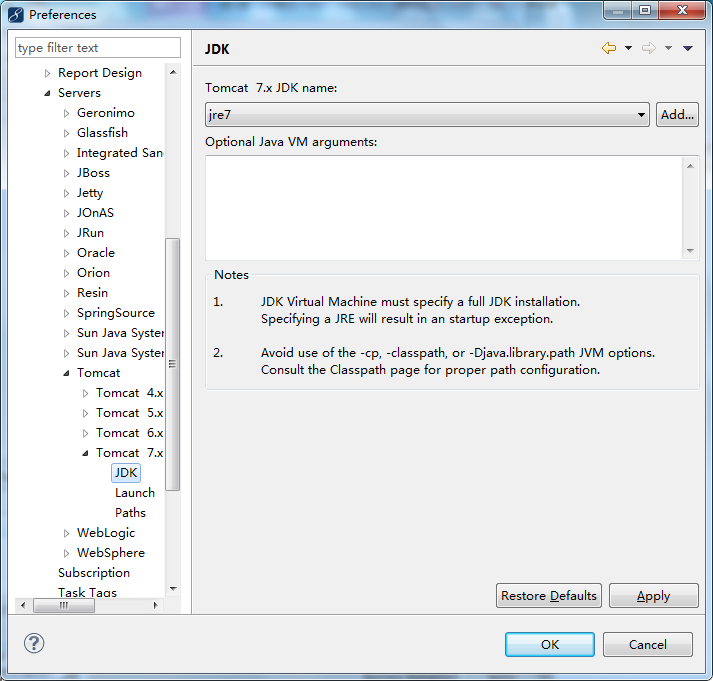 Preferences
type filter text
Report Design
Servers
Geronimo
Glassfish
Integrated San
JBoss
Jetty
JOnAS
JRun
Oracle
Orion
Resin
SpringSource
Sun Java Syster
Sun Java Syster
Tomcat
Tomcat 4.x
Tomcat 5.x
Tomcat 6.x
Tomcat 7.x
JDK
Launch
Paths
WebLogic
WebSphere
Subscription
Task Tags
JDK
Tomcat 7.x JDK name:
jre7
Add...
Optional Java VM arguments:
Notes
1. JDK Virtual Machine must specify a full JDK installation.
Specifying a JRE will result in an startup exception.
2. Avoid use of the -cp, -classpath, or -Djava.library.path JVM options.
Consult the Classpath page for proper path configuration.
Restore Defaults
Apply
?
OK
Cancel